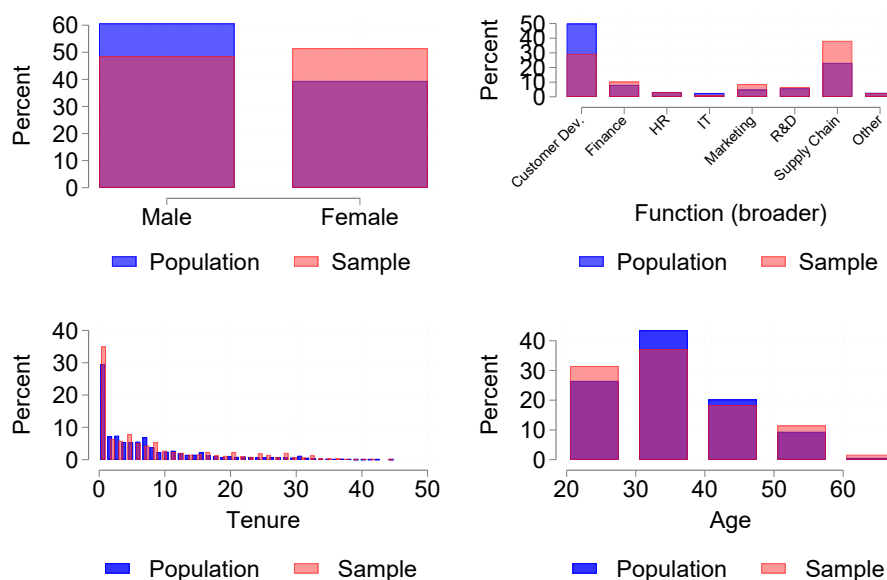 Percent
60
50
40
30
20
10
0
Male Female
Population Sample
Percent
50
40
30
20
10
0
Customer Dev. Finance HR IT Marketing R&D Supply Chain Other
Function (broader)
Population Sample
Percent
40
30
20
10
0
0 10 20 30 40 50
Tenure
Population Sample
Percent
40
30
20
10
0
20 30 40 50 60
Age
Population Sample